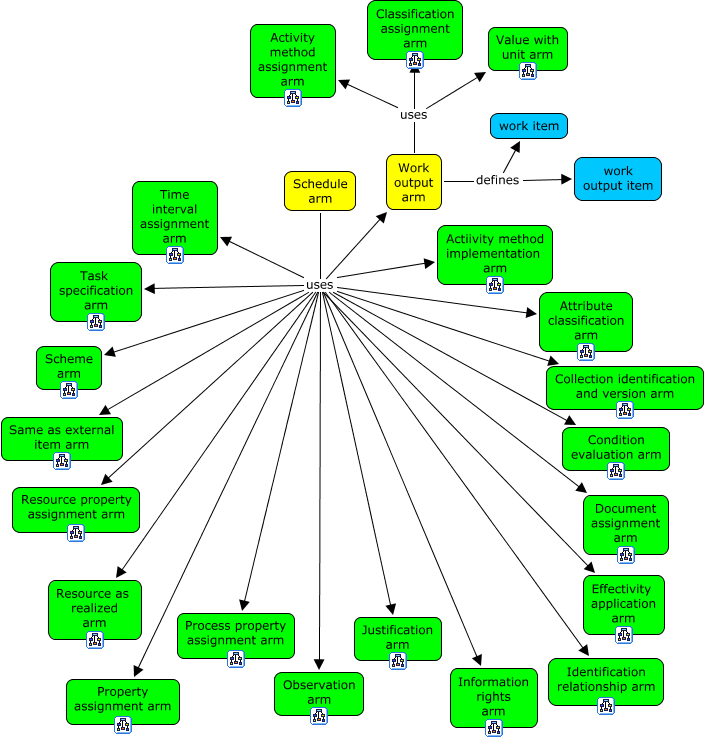 Classification
assignment
arm
Activity
method
assignment
arm
Value with
unit arm
uses
work item
Work
output
arm
defines
work
output item
Schedule
arm
Time
interval
assignment
arm
Actiivity method
implementation
arm
Task
specification
arm
uses
Attribute
classification
arm
Scheme
arm
Collection identification
and version arm
Same as external
item arm
Condition
evaluation arm
Resource property
assignment arm
Document
assignment
arm
Resource as
realized
arm
Effectivity
application
arm
Process property
assignment arm
Justification
arm
Identification
relationship arm
Property
assignment arm
Observation
arm
Information
rights
arm